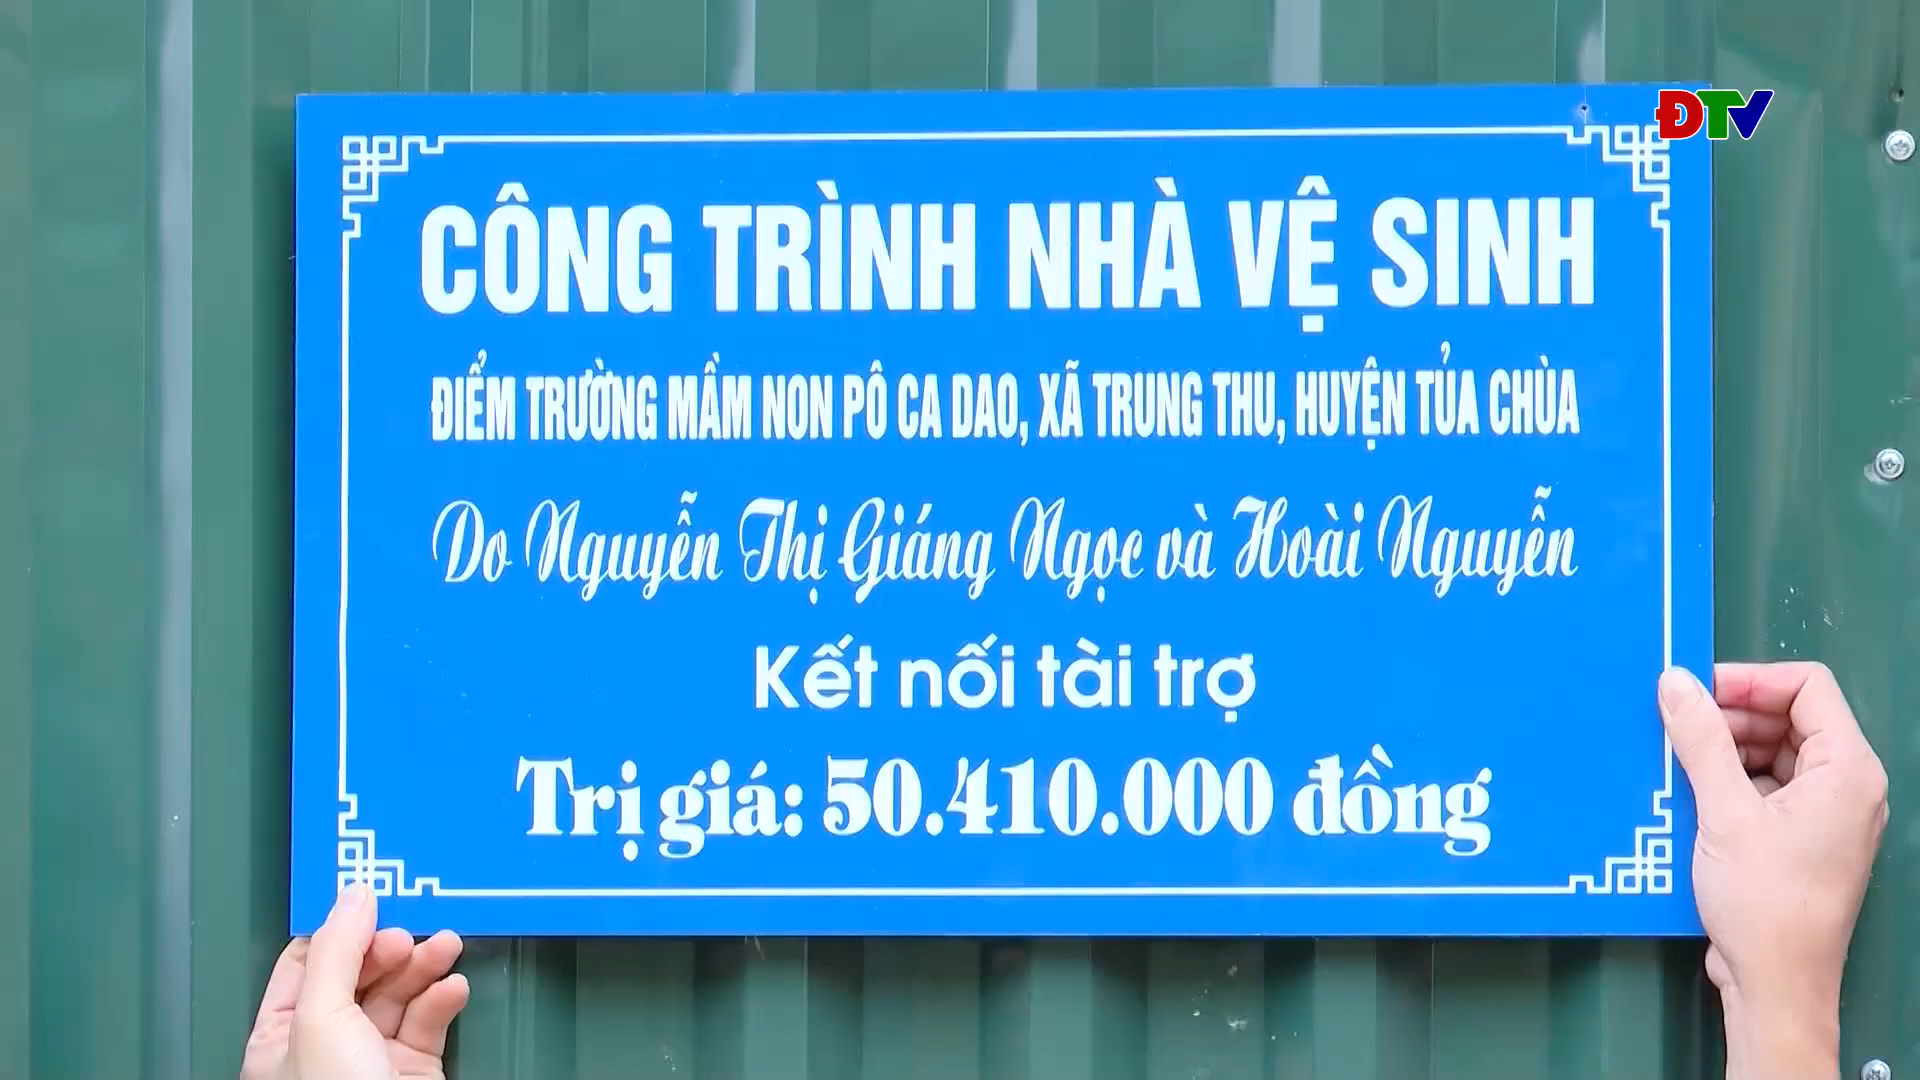 ĐTV
CÔNG TRÌNH NHÀ VỆ SINH
ĐIỂM TRƯỜNG MẦM NON PÔ CA DAO, XÃ TRUNG THU, HUYỆN TỦA CHÙA
Do Nguyễn Thị Giáng Ngọc và Hoài Nguyễn
Kết nối tài trợ
Trị giá: 50.410.000 đồng